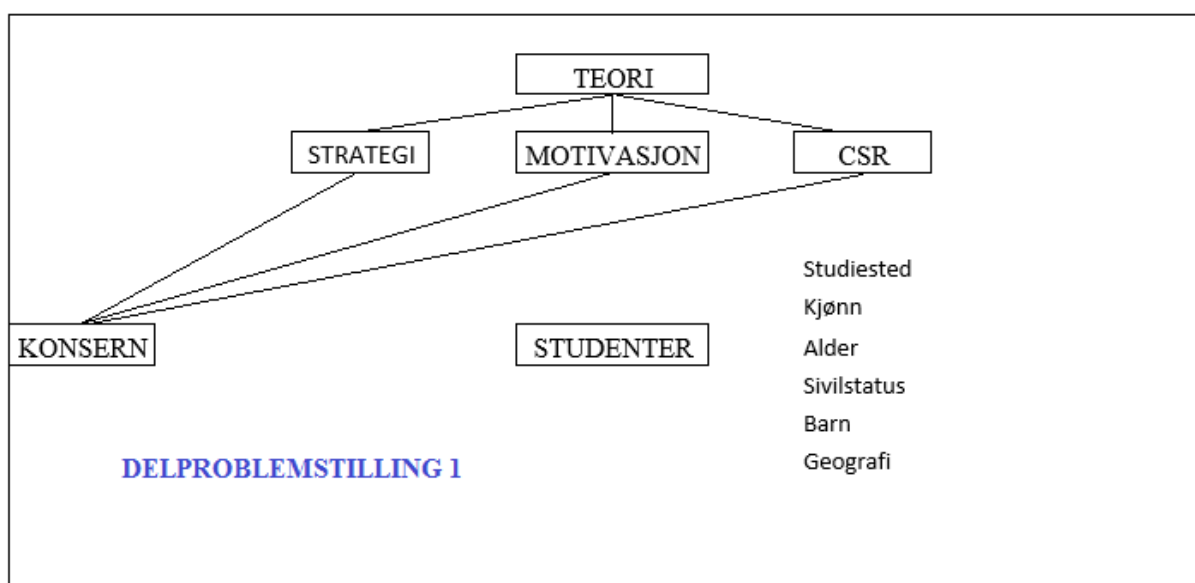 TEORI
STRATEGI
MOTIVASJON
CSR
Studiested
Kjønn
KONSERN
STUDENTER
Alder
Sivilstatus
Barn
DELPROBLEMSTILLING 1
Geografi